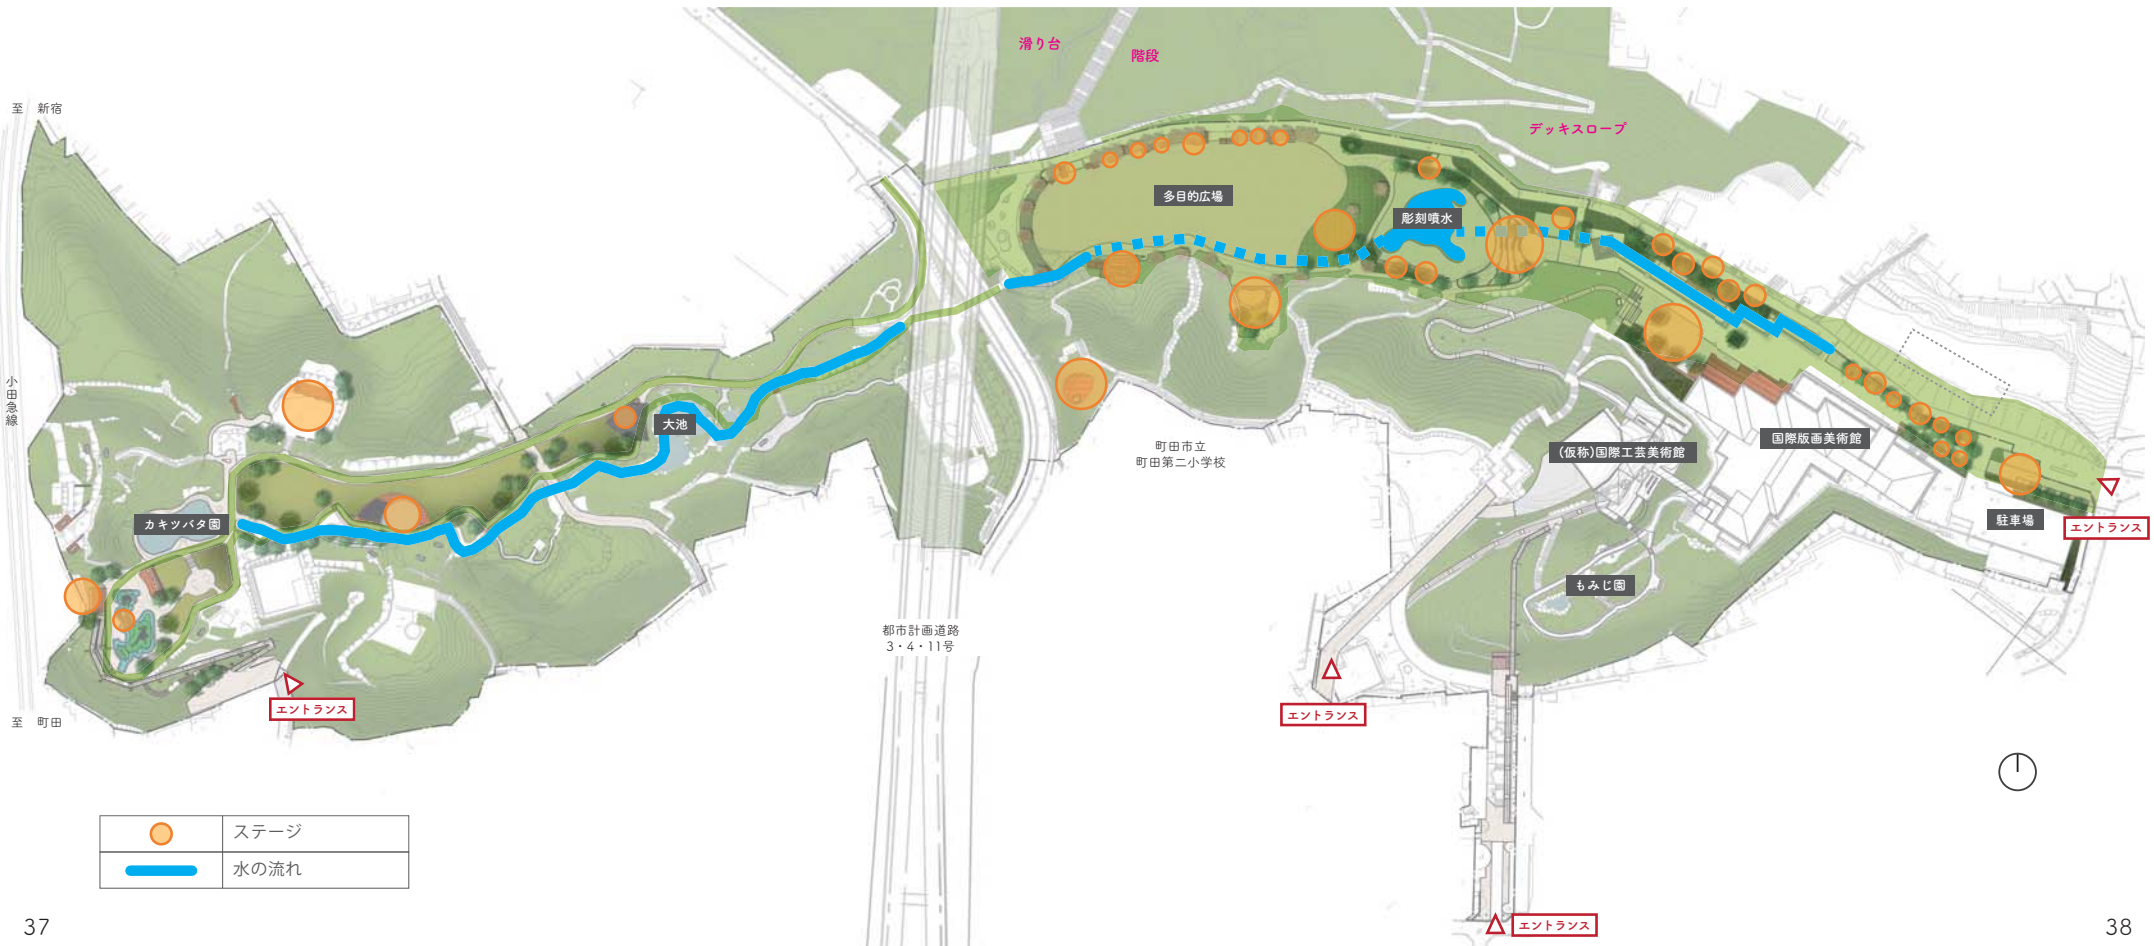 滑り台
階段
至　新宿
デッキスロープ
多目的広場
彫刻噴水
小田急線
大池
町田市立
町田第二小学校
国際版画美術館
(仮称)国際工芸美術館
カキツバタ園
駐車場
エントランス
もみじ園
都市計画道路
3・4・11号
エントランス
エントランス
至　町田
ステージ
水の流れ
エントランス
37
38